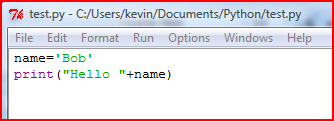 test.py - C:/Users/kevin/Documents/Python/test.py
File Edit Format Run Options Windows Help
name='Bob'
print("Hello "+name)